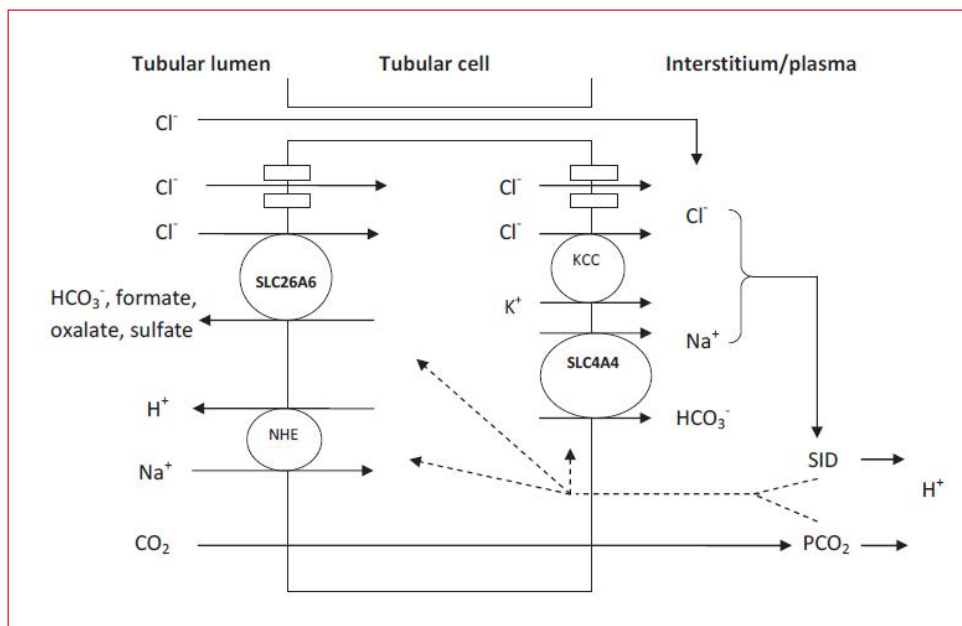 Tubular lumen Tubular cell Interstitium/plasma
Cl⁻
Cl⁻ Cl⁻
Cl⁻
Cl⁻ Cl⁻
SLC26A6 KCC
HCO₃⁻, formate,
oxalate, sulfate
K⁺
Na⁺
SLC4A4
H⁺ HCO₃⁻
NHE
Na⁺ SID
H⁺
CO₂ PCO₂